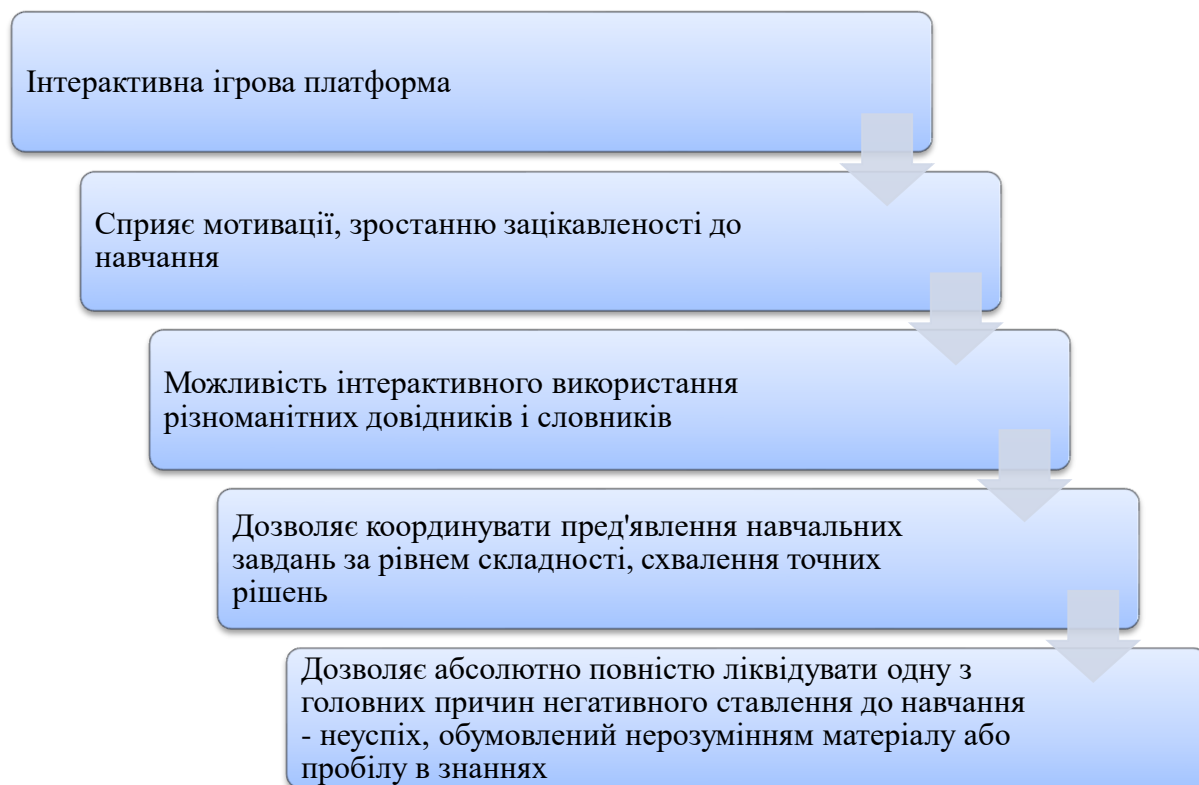 Інтерактивна ігрова платформа
Сприяє мотивації, зростанню зацікавленості до
навчання
Можливість інтерактивного використання
різноманітних довідників і словників
Дозволяє координувати пред'явлення навчальних
завдань за рівнем складності, схвалення точних
рішень
Дозволяє абсолютно повністю ліквідувати одну з
головних причин негативного ставлення до навчання
- неуспіх, обумовлений нерозумінням матеріалу або
пробілу в знаннях